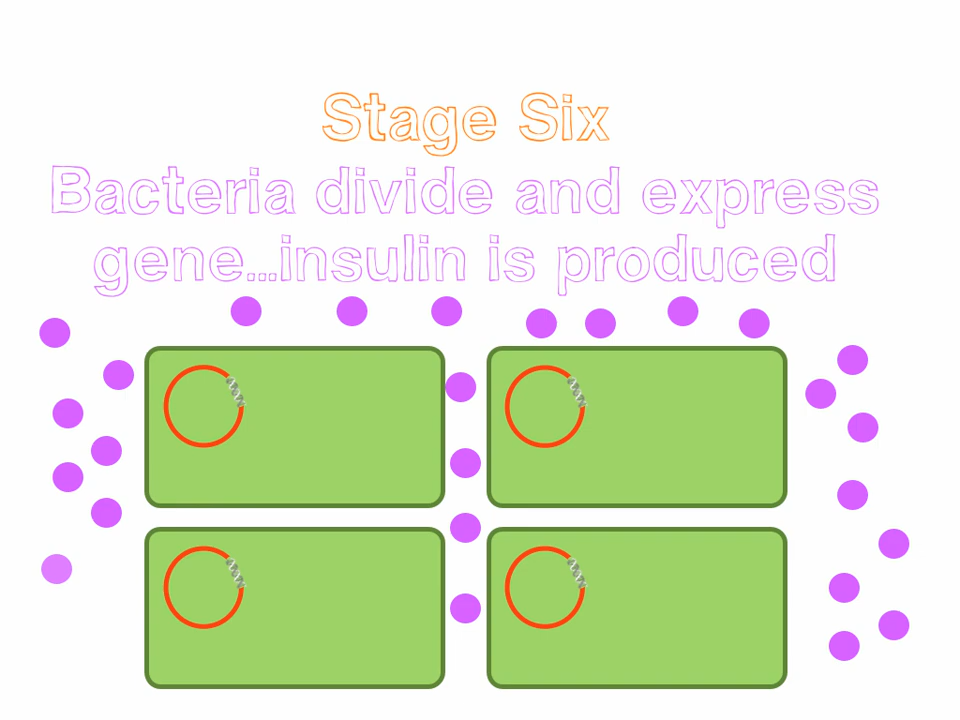 Stage Six
Bacteria divide and express
gene...insulin is produced